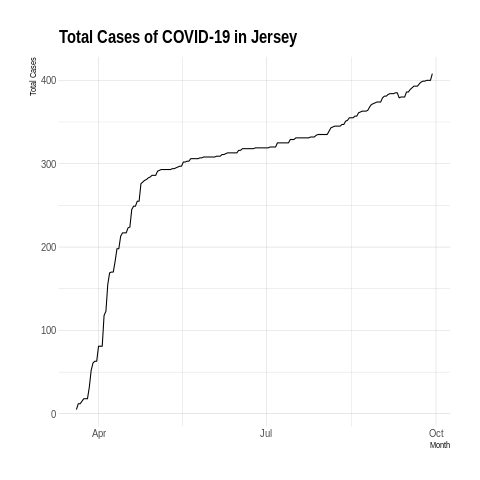 Total Cases of COVID-19 in Jersey
Total Cases
400
300
200
100
0
Apr
Jul
Oct
Month